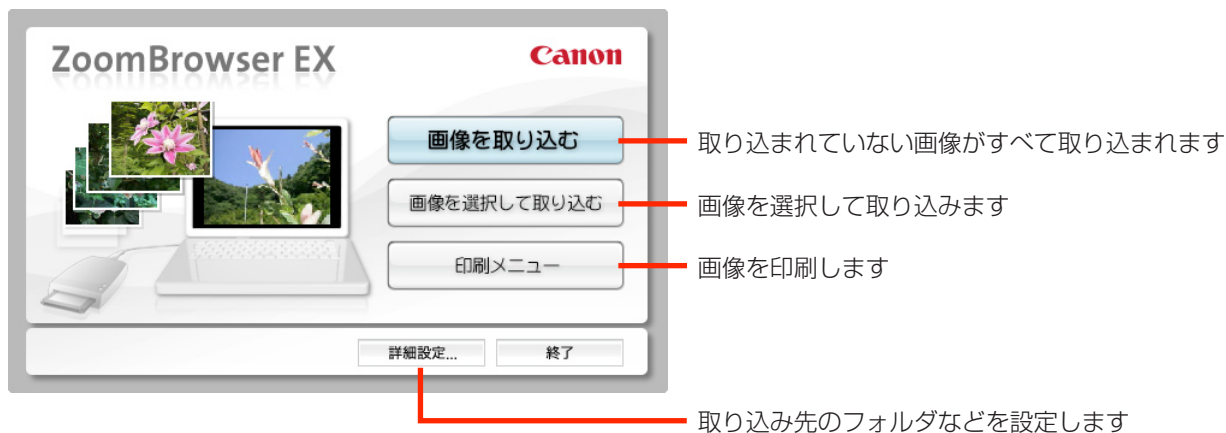 ZoomBrowser EX
Canon
画像を取り込む
取り込まれていない画像がすべて取り込まれます
画像を選択して取り込む
画像を選択して取り込みます
印刷メニュー
画像を印刷します
詳細設定...
終了
取り込み先のフォルダなどを設定します